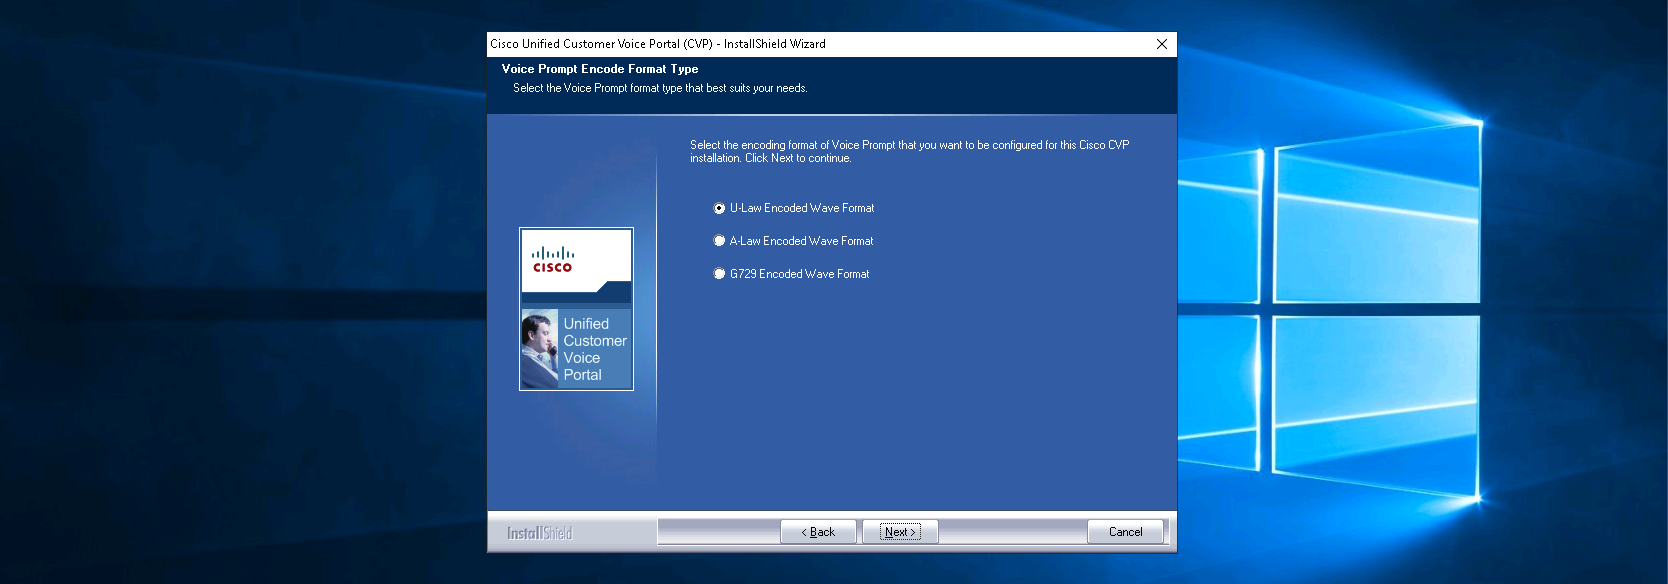 Cisco Unified Customer Voice Portal (CVP) - InstallShield Wizard
Voice Prompt Encode Format Type
Select the Voice Prompt format type that best suits your needs.
Select the encoding format of Voice Prompt that you want to be configured for this Cisco CVP
installation. Click Next to continue.
U-Law Encoded Wave Format
A-Law Encoded Wave Format
G729 Encoded Wave Format
CISCO
Unified
Customer
Voice
Portal
InstallShield
< Back
Next >
Cancel